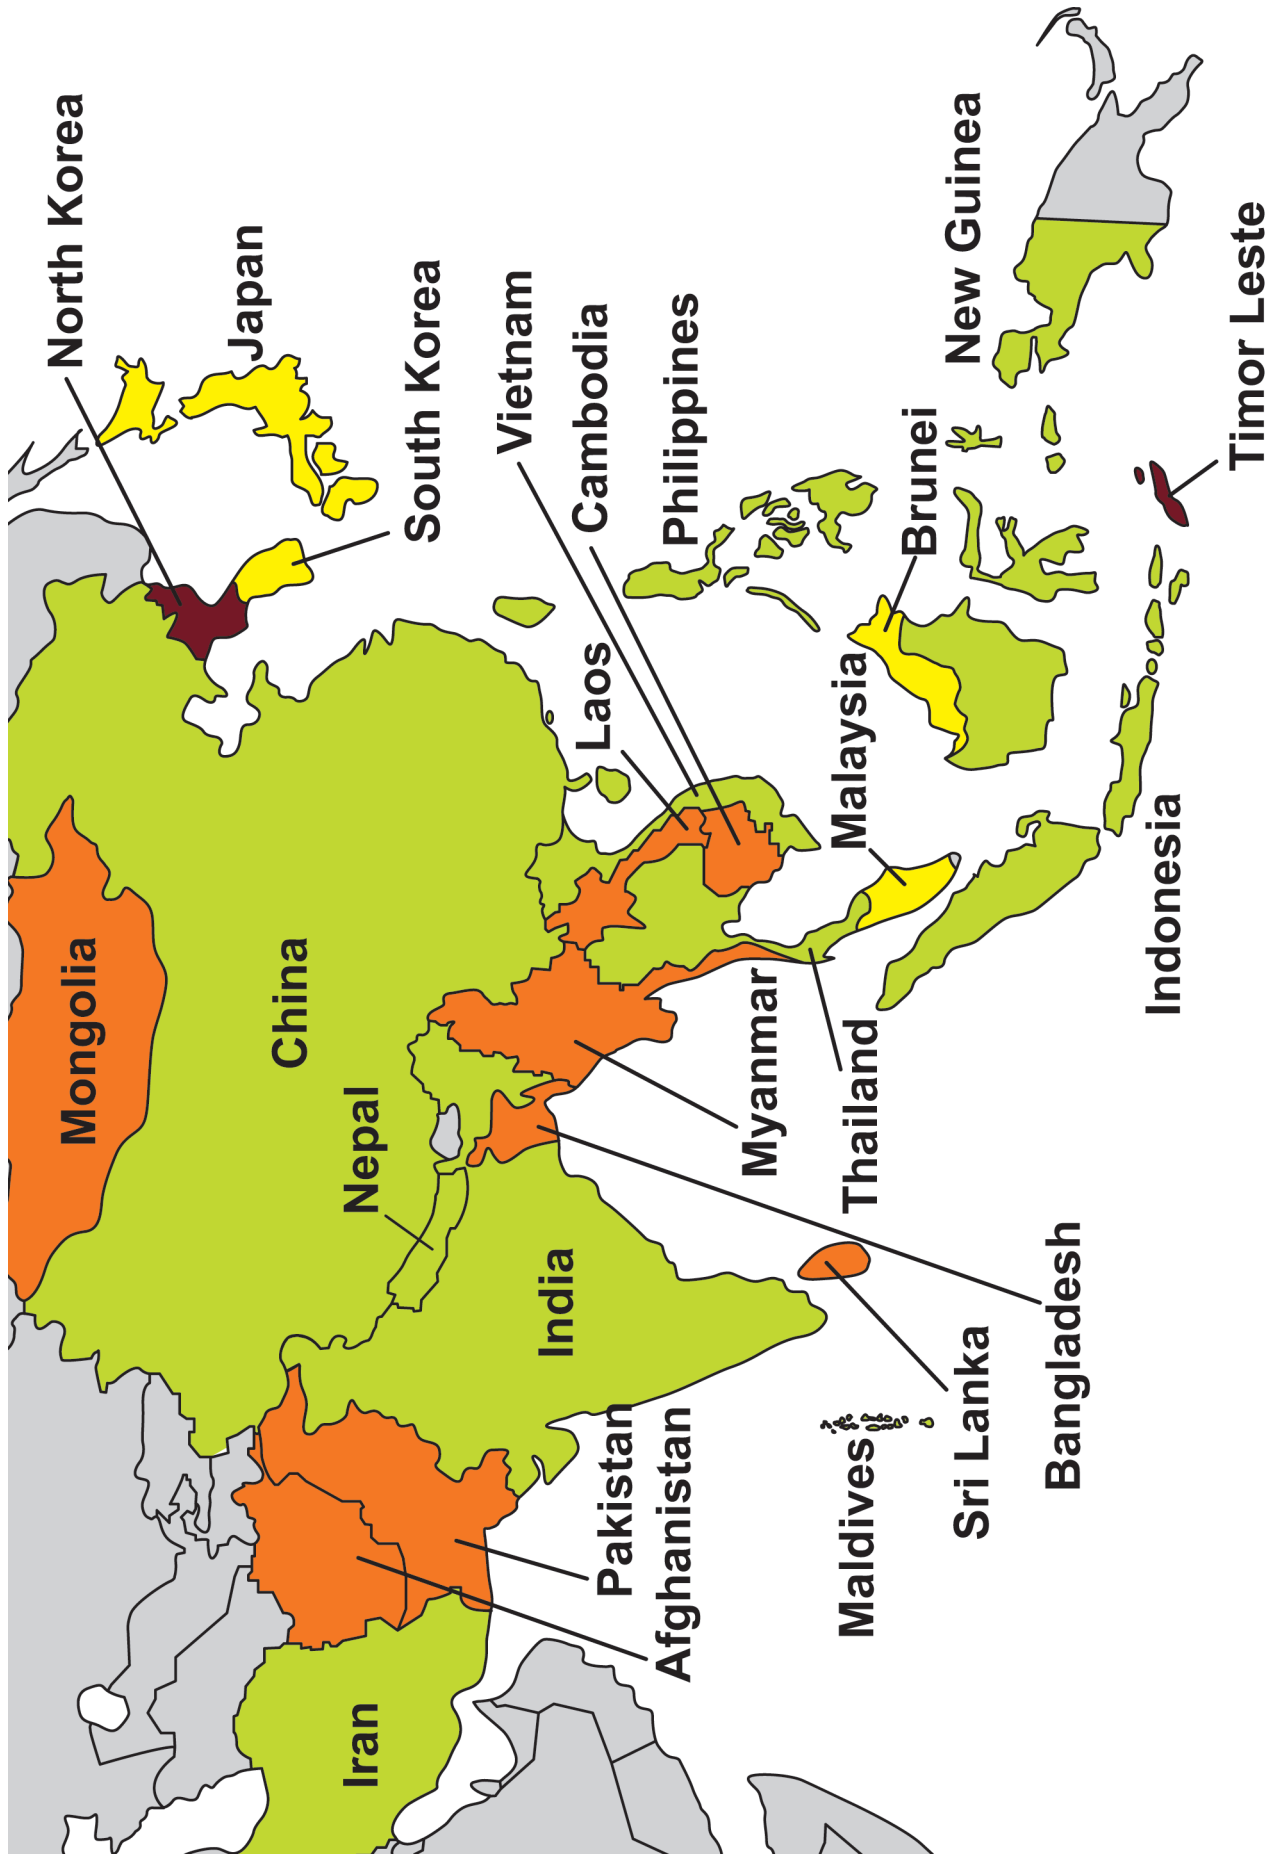 North Korea
Japan
South Korea
Vietnam
Cambodia
Philippines
New Guinea
Timor Leste
Brunei
Laos
Malaysia
Indonesia
Mongolia
China
Nepal
Myanmar
Thailand
India
Bangladesh
Sri Lanka
Maldives
Pakistan
Afghanistan
Iran